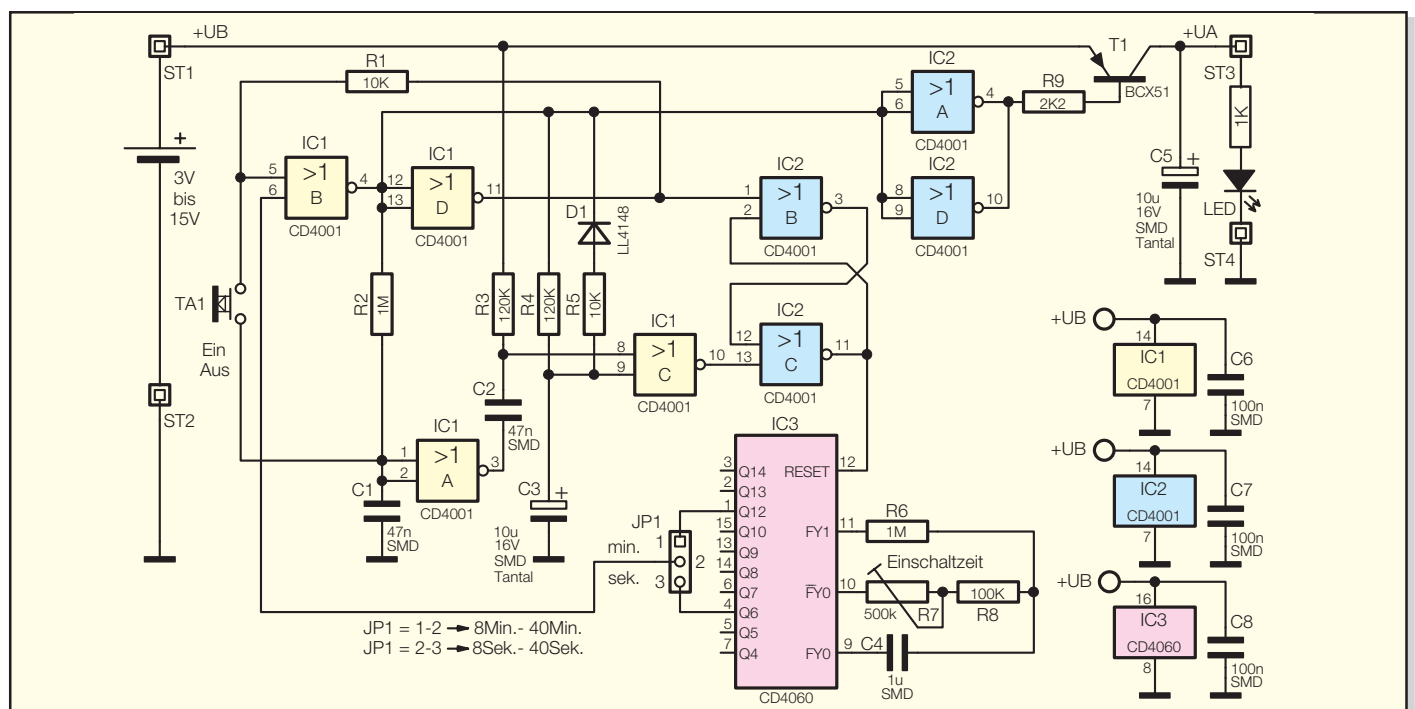 +UB
ST1
R1
10K
T1
+UA
BCX51
ST3
IC2
5
6
>1
A
4
CD4001
R9
2K2
1K
+
3V
bis
15V
IC1
5
6
>1
B
4
CD4001
IC1
12
13
>1
D
11
CD4001
IC2
1
2
>1
B
3
CD4001
8
9
>1
D
10
CD4001
IC2
C5
+
10u
16V
SMD
Tantal
LED
ST4
D1
LL4148
TA1
Ein
Aus
R2
1M
R3
120K
R4
120K
R5
10K
IC1
8
9
>1
C
10
CD4001
IC2
12
13
>1
C
11
CD4001
+UB
14
IC1
CD4001
7
C6
100n
SMD
ST2
C2
47n
SMD
IC1
1
2
>1
A
3
CD4001
C1
47n
SMD
C3
+
10u
16V
SMD
Tantal
+UB
14
IC2
CD4001
7
C7
100n
SMD
IC3
3 Q14
2 Q13
1 Q12
15 Q10
13 Q9
14 Q8
6 Q7
4 Q6
5 Q5
7 Q4
RESET 12
FY1 11
F̅Y0 10
FY0 9
CD4060
JP1
min.
sek.
1
2
3
R6
1M
Einschaltzeit
500k
R7
100K
R8
C4
1u
SMD
+UB
16
IC3
CD4060
8
C8
100n
SMD
JP1 = 1-2 → 8Min.- 40Min.
JP1 = 2-3 → 8Sek.- 40Sek.